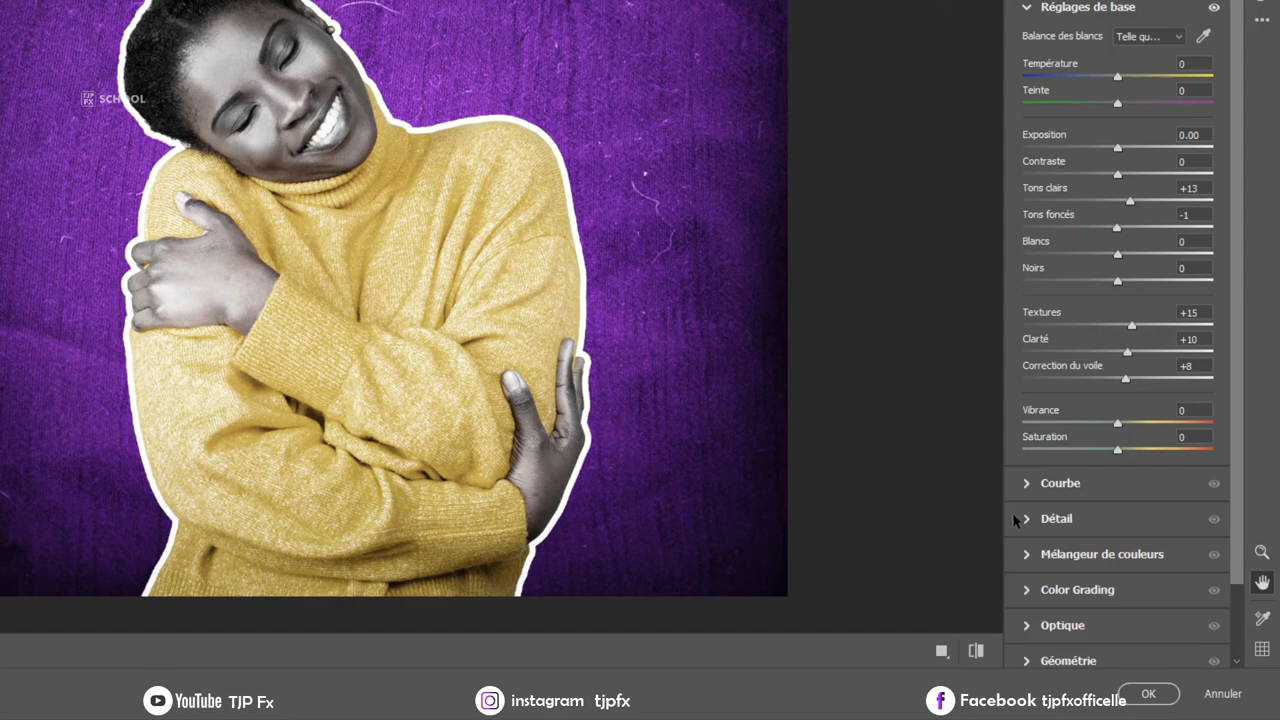 TJP
FX SCHOOL
Réglages de base
Balance des blancs Telle qu...
Température 0
Teinte 0
Exposition 0.00
Contraste 0
Tons clairs +13
Tons foncés -1
Blancs 0
Noirs 0
Textures +15
Clarté +10
Correction du voile +8
Vibrance 0
Saturation 0
Courbe
Détail
Mélangeur de couleurs
Color Grading
Optique
Géométrie
OK Annuler
YouTube TJP Fx
instagram tjpfx
Facebook tjpfxofficelle